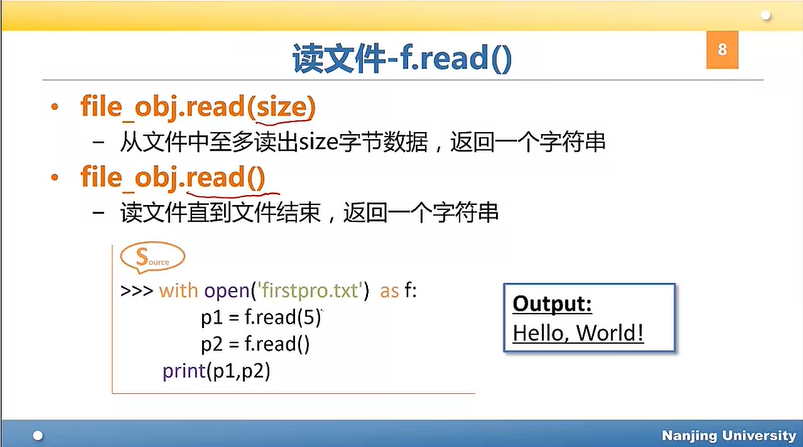 读文件-f.read()
8
• file_obj.read(size)
– 从文件中至多读出size字节数据，返回一个字符串
• file_obj.read()
– 读文件直到文件结束，返回一个字符串
Source
>>> with open('firstpro.txt') as f:
p1 = f.read(5)
p2 = f.read()
print(p1,p2)
Output:
Hello, World!
Nanjing University